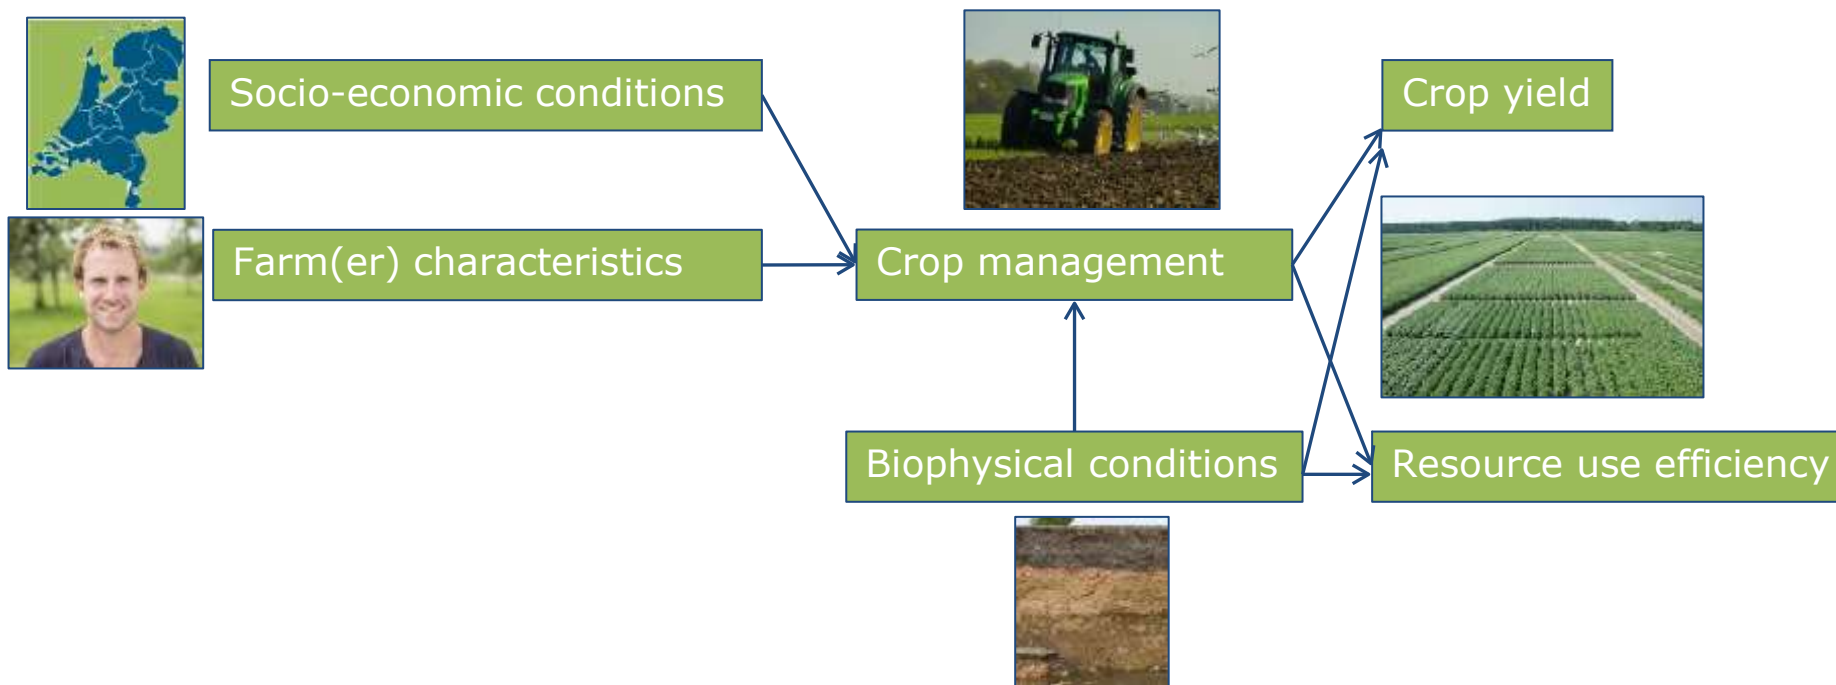 Socio-economic conditions
Crop yield
Farm(er) characteristics
Crop management
Biophysical conditions
Resource use efficiency